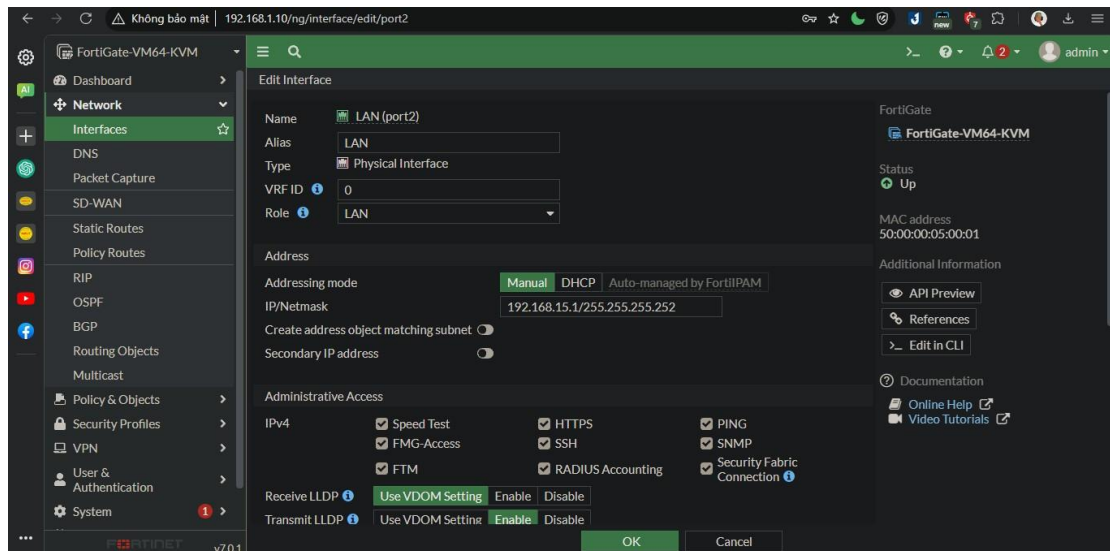 Không bảo mật 192.168.1.10/ng/interface/edit/port2
new
7
AI
FortiGate-VM64-KVM
>_ 2 admin
Dashboard
Network
Interfaces
DNS
Packet Capture
SD-WAN
Static Routes
Policy Routes
RIP
OSPF
BGP
Routing Objects
Multicast
Policy & Objects
Security Profiles
VPN
User &
Authentication
System 1
FORTINET v7.0.1
Edit Interface
Name LAN (port2)
Alias LAN
Type Physical Interface
VRF ID 0
Role LAN
Address
Addressing mode Manual DHCP Auto-managed by FortiIPAM
IP/Netmask 192.168.15.1/255.255.255.252
Create address object matching subnet
Secondary IP address
Administrative Access
IPv4 Speed Test HTTPS PING
FMG-Access SSH SNMP
FTM RADIUS Accounting Security Fabric
Connection
Receive LLDP Use VDOM Setting Enable Disable
Transmit LLDP Use VDOM Setting Enable Disable
OK Cancel
FortiGate
FortiGate-VM64-KVM
Status
Up
MAC address
50:00:00:05:00:01
Additional Information
API Preview
References
>_ Edit in CLI
Documentation
Online Help
Video Tutorials